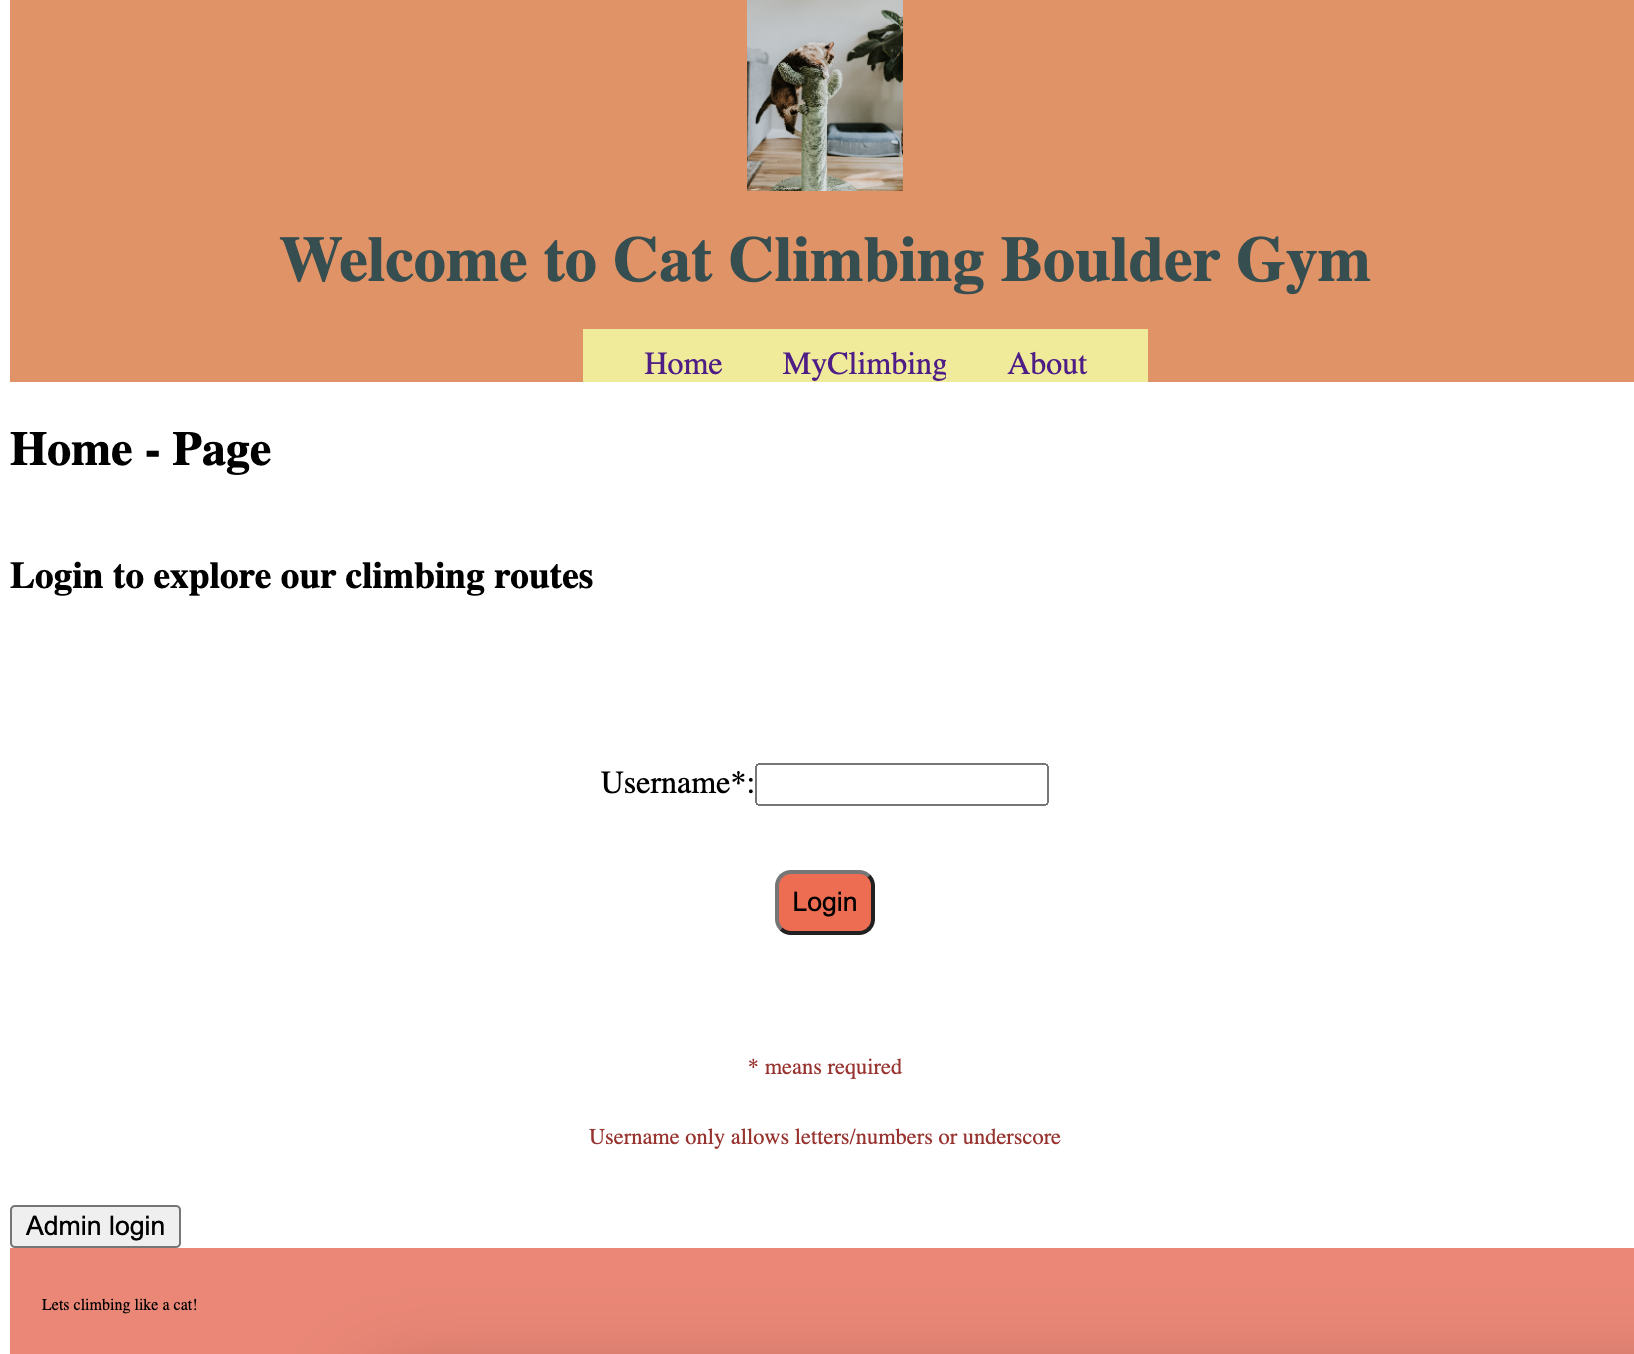 Welcome to Cat Climbing Boulder Gym
Home MyClimbing About
Home - Page
Login to explore our climbing routes
Username*:
Login
* means required
Username only allows letters/numbers or underscore
Admin login
Lets climbing like a cat!